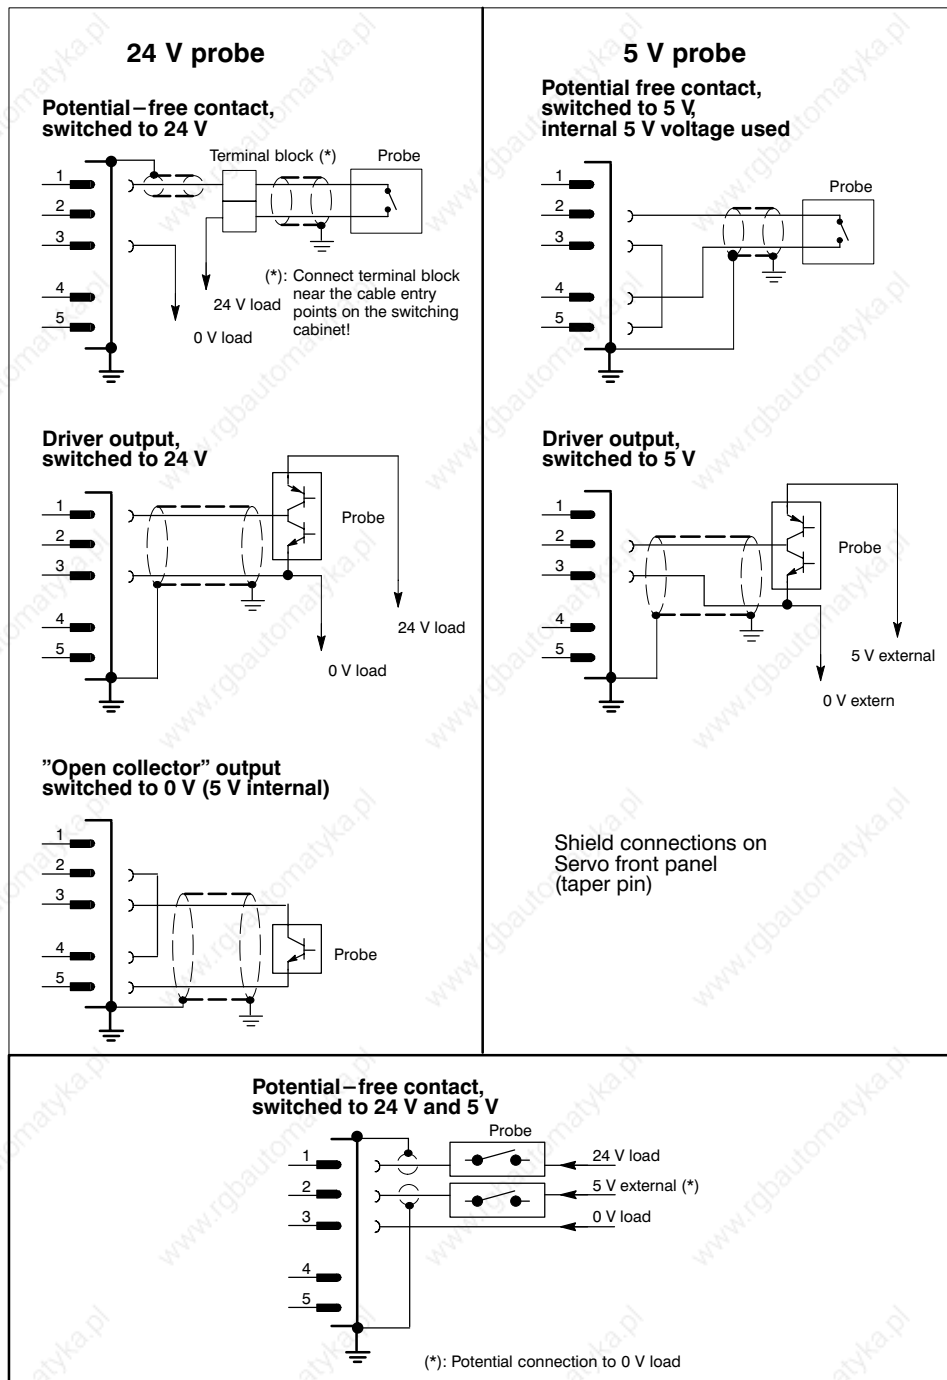 24 V probe
Potential–free contact,
switched to 24 V
Terminal block (*)
Probe
1
2
3
4
5
24 V load
0 V load
(*): Connect terminal block
near the cable entry
points on the switching
cabinet!
Driver output,
switched to 24 V
1
2
3
4
5
Probe
24 V load
0 V load
”Open collector” output
switched to 0 V (5 V internal)
1
2
3
4
5
Probe
5 V probe
Potential free contact,
switched to 5 V,
internal 5 V voltage used
Probe
1
2
3
4
5
Driver output,
switched to 5 V
1
2
3
4
5
Probe
5 V external
0 V extern
Shield connections on
Servo front panel
(taper pin)
Potential–free contact,
switched to 24 V and 5 V
Probe
1
2
3
4
5
24 V load
5 V external (*)
0 V load
(*): Potential connection to 0 V load
www.rgbautomatyka.pl